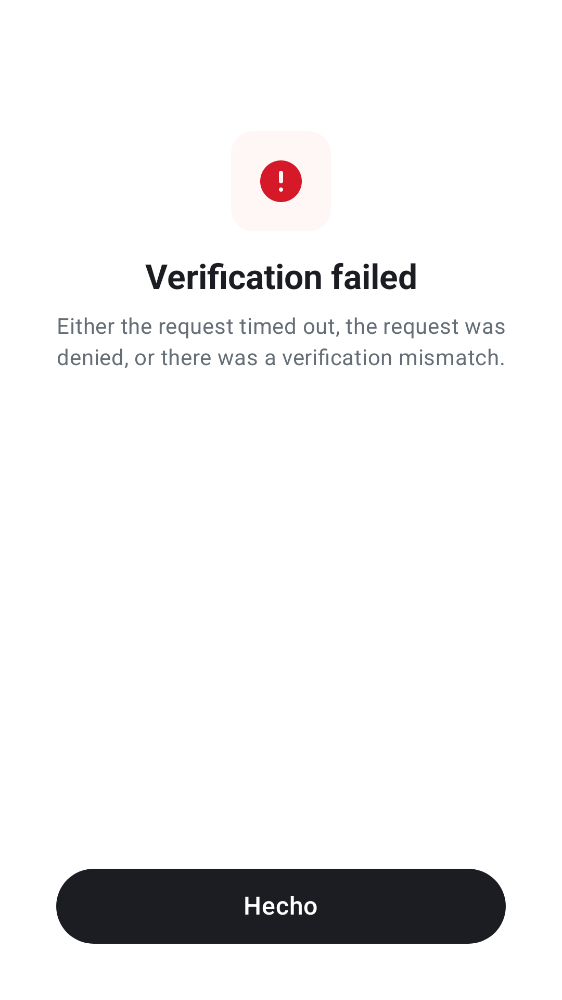 Verification failed
Either the request timed out, the request was
denied, or there was a verification mismatch.
Hecho